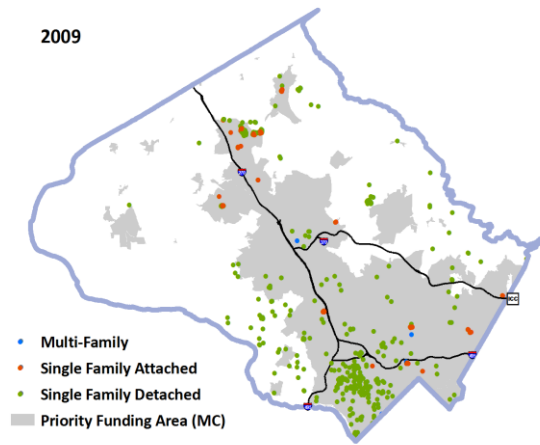 2009
ICC
Multi-Family
Single Family Attached
Single Family Detached
Priority Funding Area (MC)